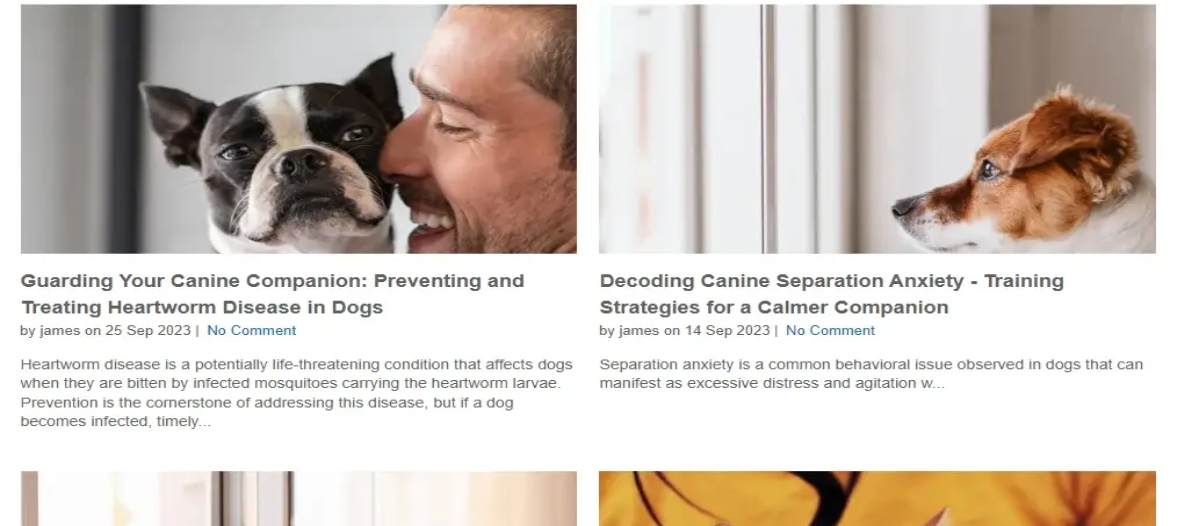 Guarding Your Canine Companion: Preventing and
Treating Heartworm Disease in Dogs
by james on 25 Sep 2023 | No Comment
Heartworm disease is a potentially life-threatening condition that affects dogs
when they are bitten by infected mosquitoes carrying the heartworm larvae.
Prevention is the cornerstone of addressing this disease, but if a dog
becomes infected, timely...
Decoding Canine Separation Anxiety - Training
Strategies for a Calmer Companion
by james on 14 Sep 2023 | No Comment
Separation anxiety is a common behavioral issue observed in dogs that can
manifest as excessive distress and agitation w...